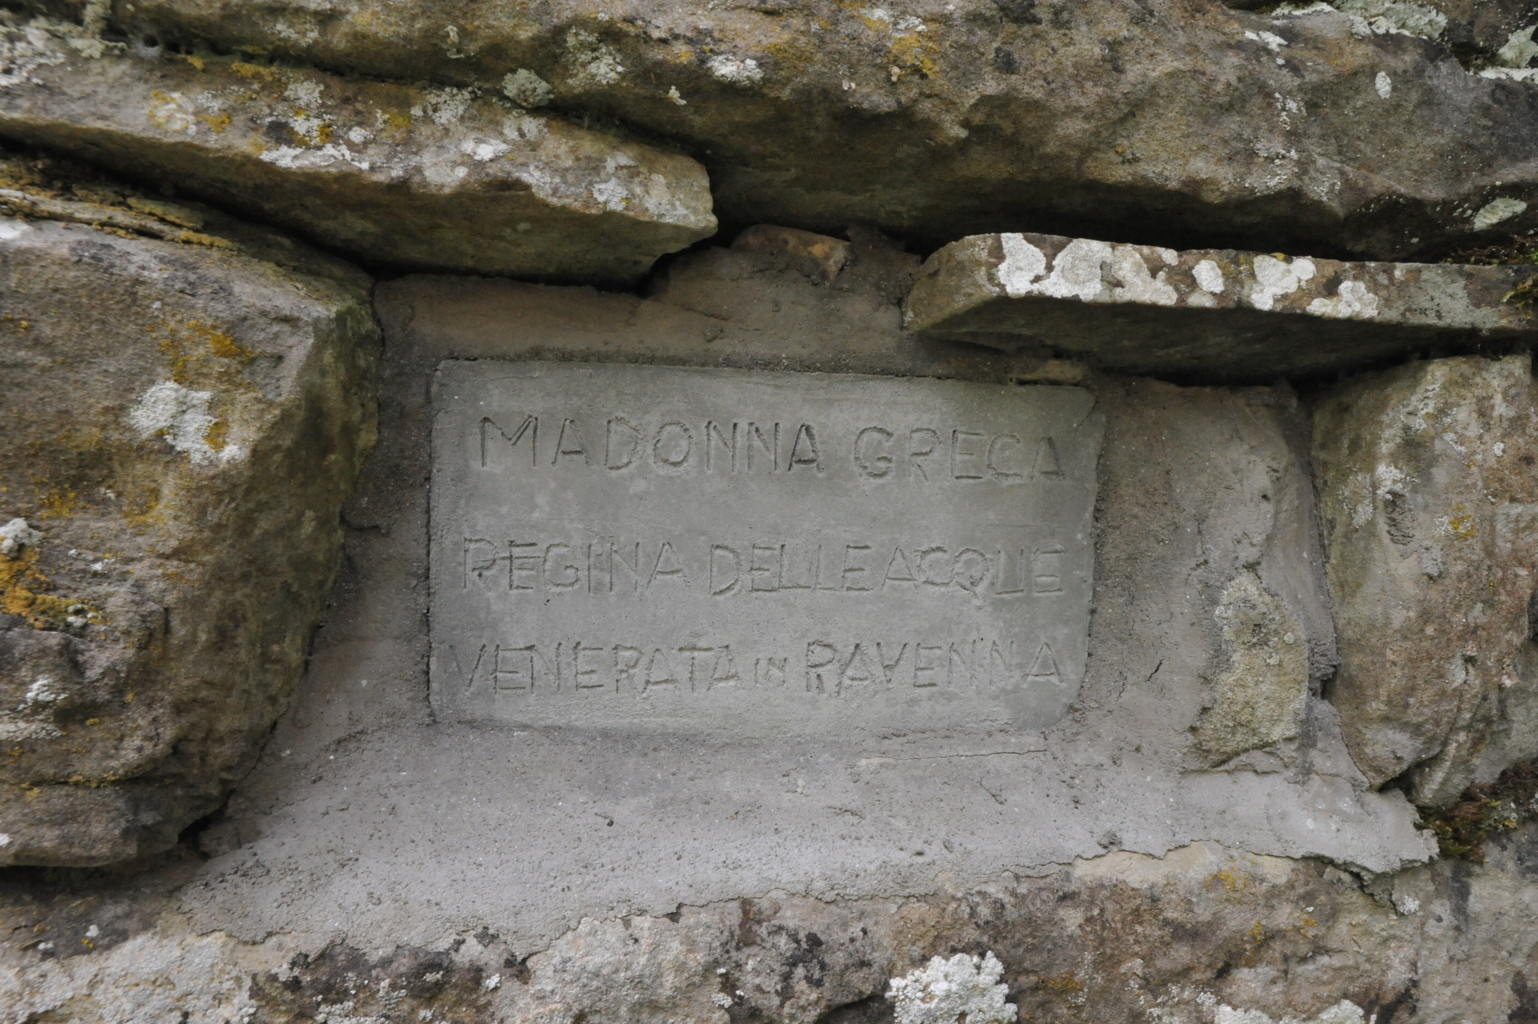 MADONNA GRECA
REGINA DELLE ACQUE
VENERATA IN RAVENNA